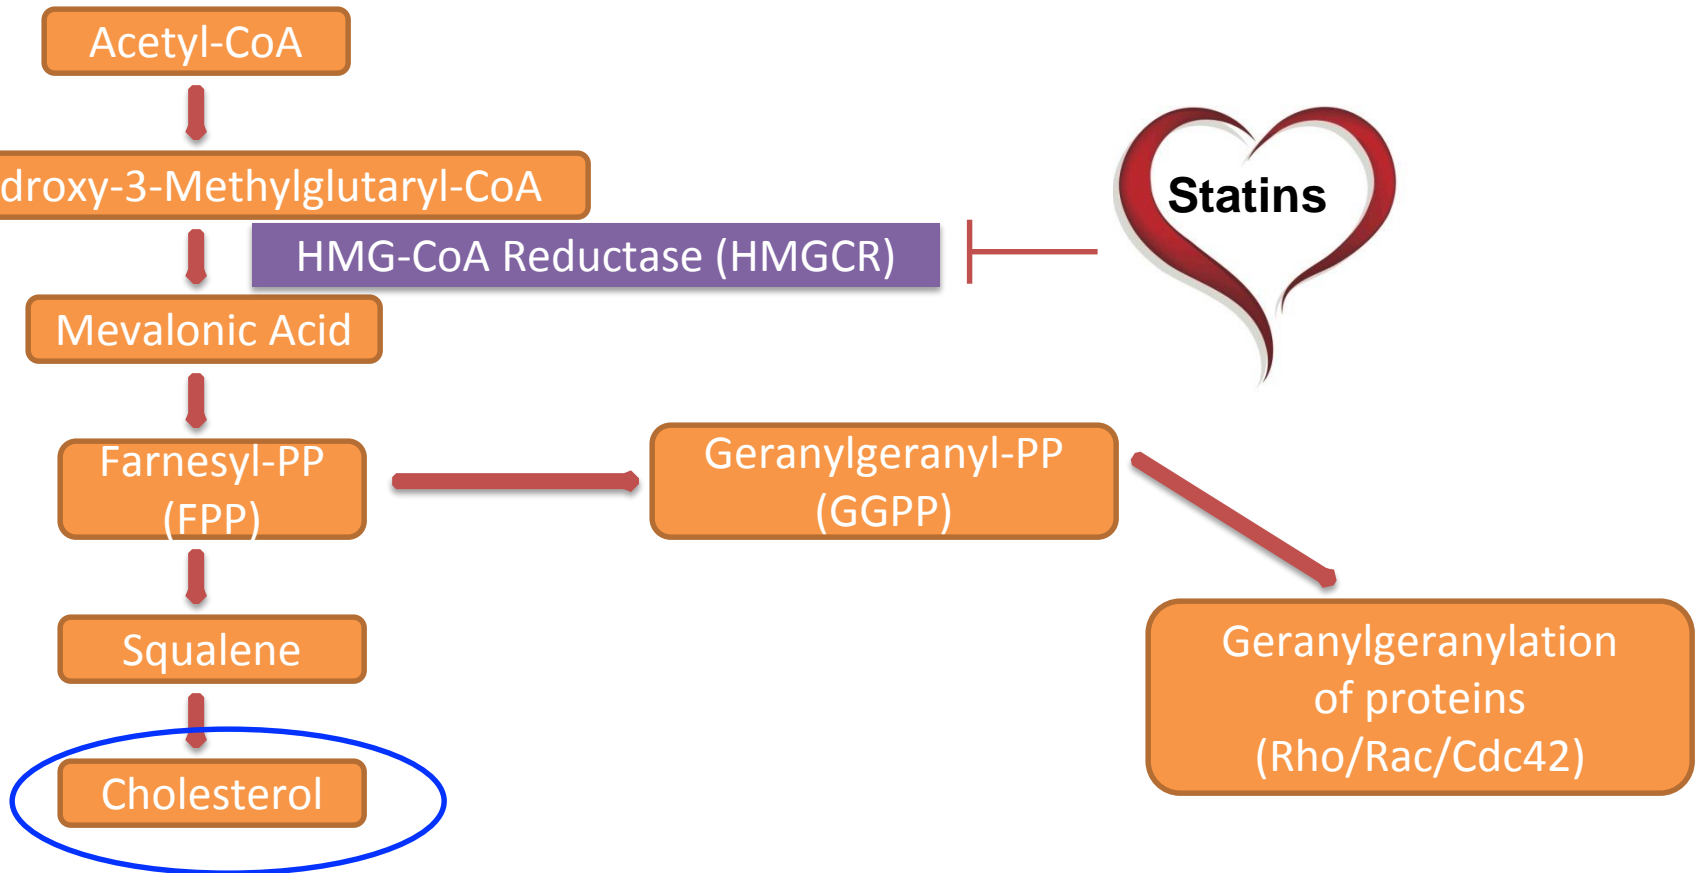 Acetyl-CoA
droxy-3-Methylglutaryl-CoA
Statins
HMG-CoA Reductase (HMGCR)
Mevalonic Acid
Farnesyl-PP
(FPP)
Geranylgeranyl-PP
(GGPP)
Squalene
Geranylgeranylation
of proteins
(Rho/Rac/Cdc42)
Cholesterol